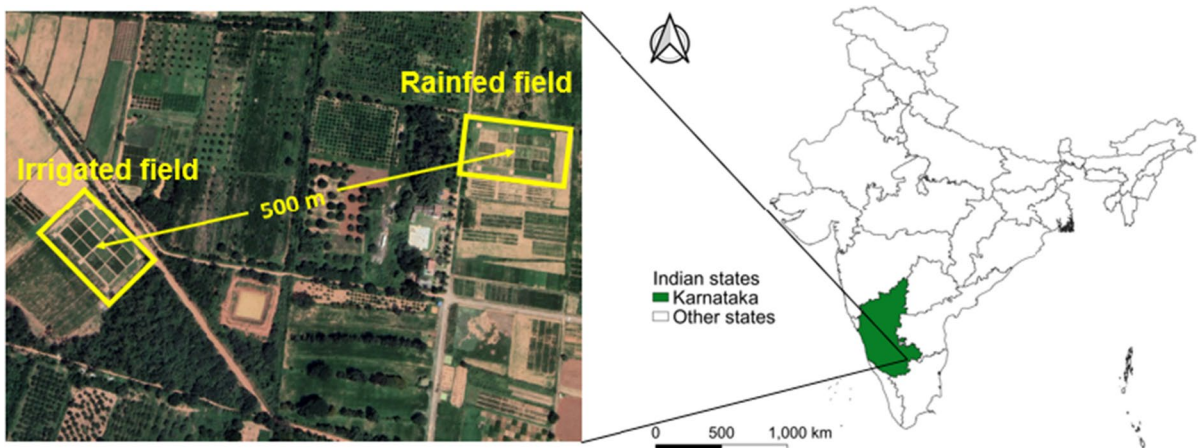 Rainfed field
Irrigated field
500 m
Indian states
Karnataka
Other states
0 500 1,000 km